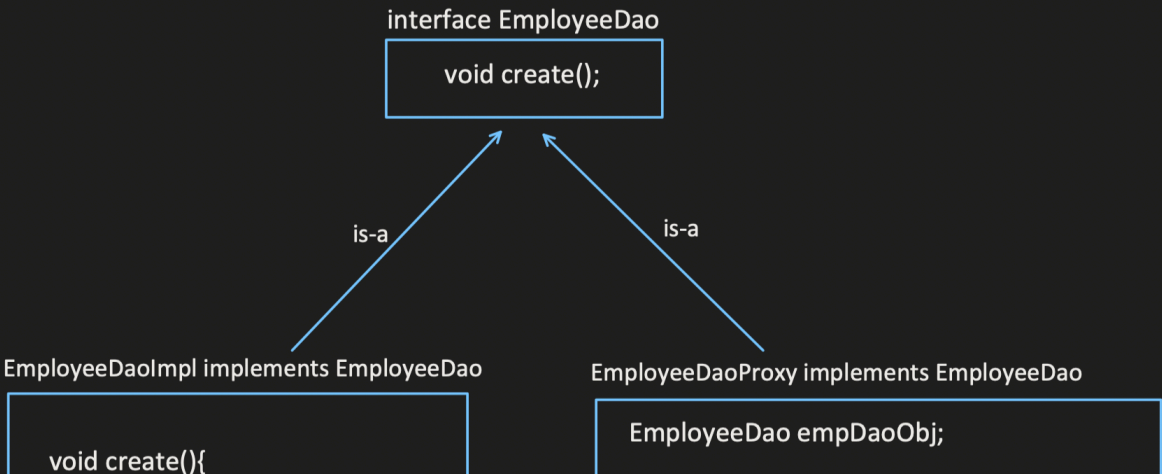 interface EmployeeDao
void create();
is-a
is-a
EmployeeDaoImpl implements EmployeeDao
EmployeeDaoProxy implements EmployeeDao
EmployeeDao empDaoObj;
void create(){